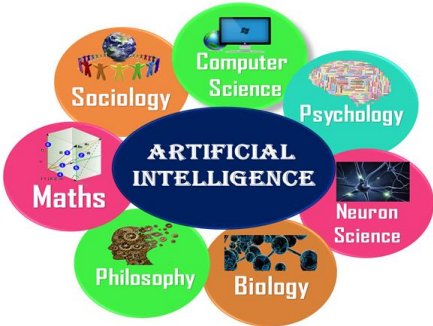 Computer
Science
Sociology
Psychology
ARTIFICIAL
INTELLIGENCE
Maths
Neuron
Science
Philosophy
Biology